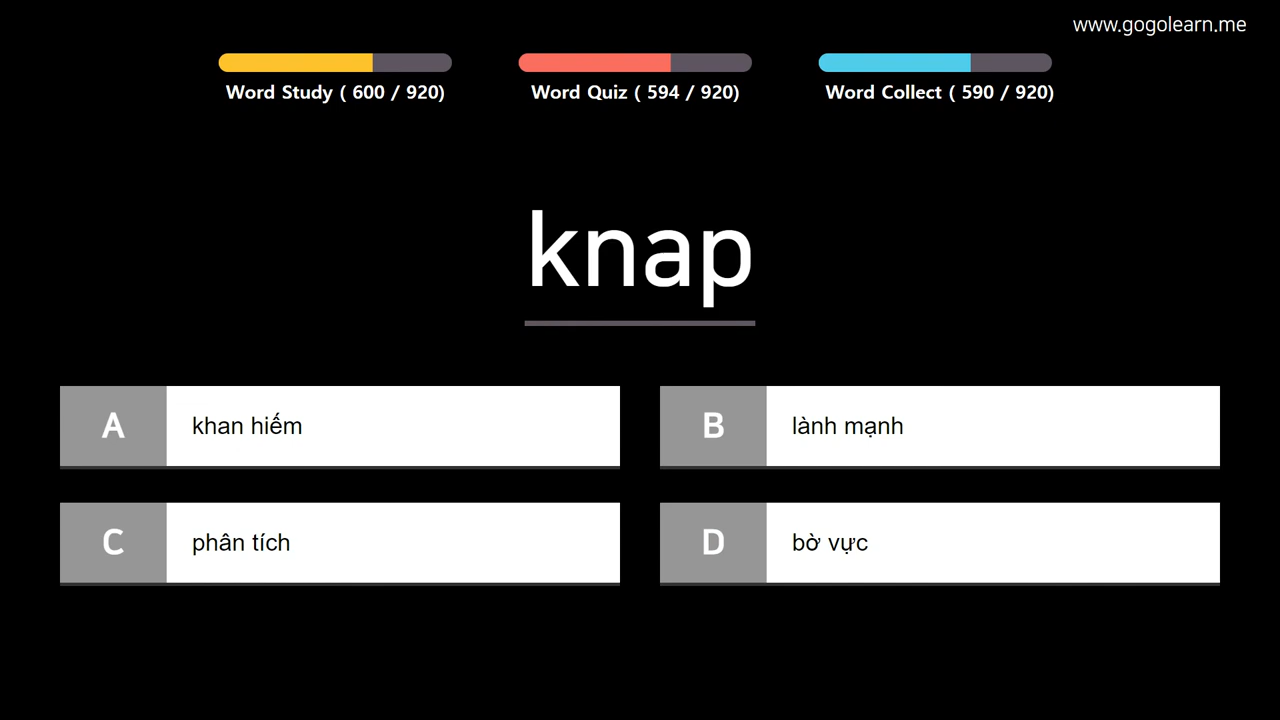 www.gogolearn.me
Word Study ( 600 / 920)
Word Quiz ( 594 / 920)
Word Collect ( 590 / 920)
knap
A khan hiếm
B lành mạnh
C phân tích
D bờ vực